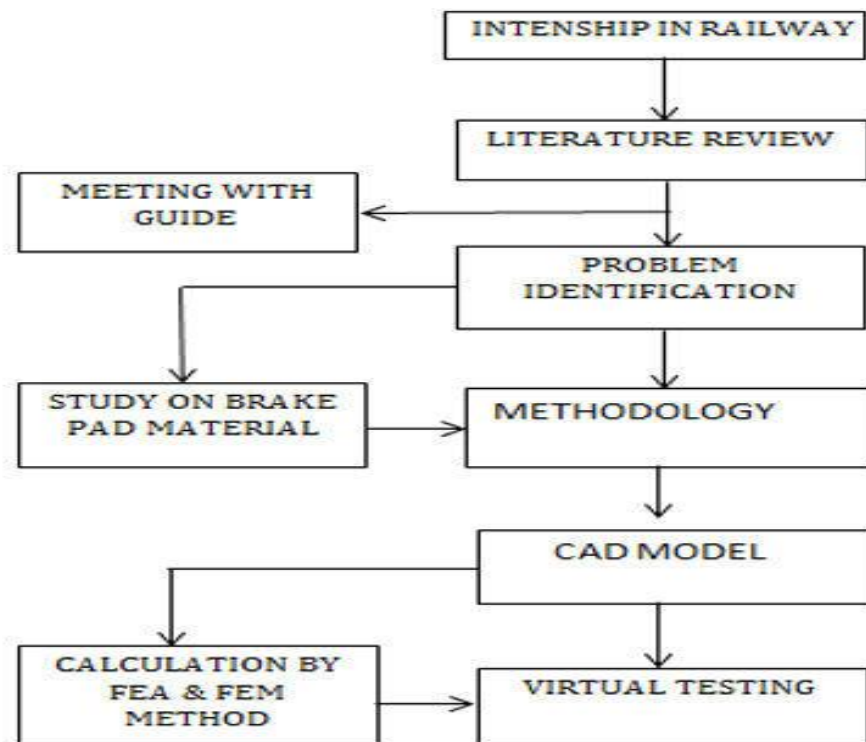 INTENSHIP IN RAILWAY
LITERATURE REVIEW
MEETING WITH
GUIDE
PROBLEM
IDENTIFICATION
STUDY ON BRAKE
PAD MATERIAL
METHODOLOGY
CAD MODEL
CALCULATION BY
FEA & FEM
METHOD
VIRTUAL TESTING